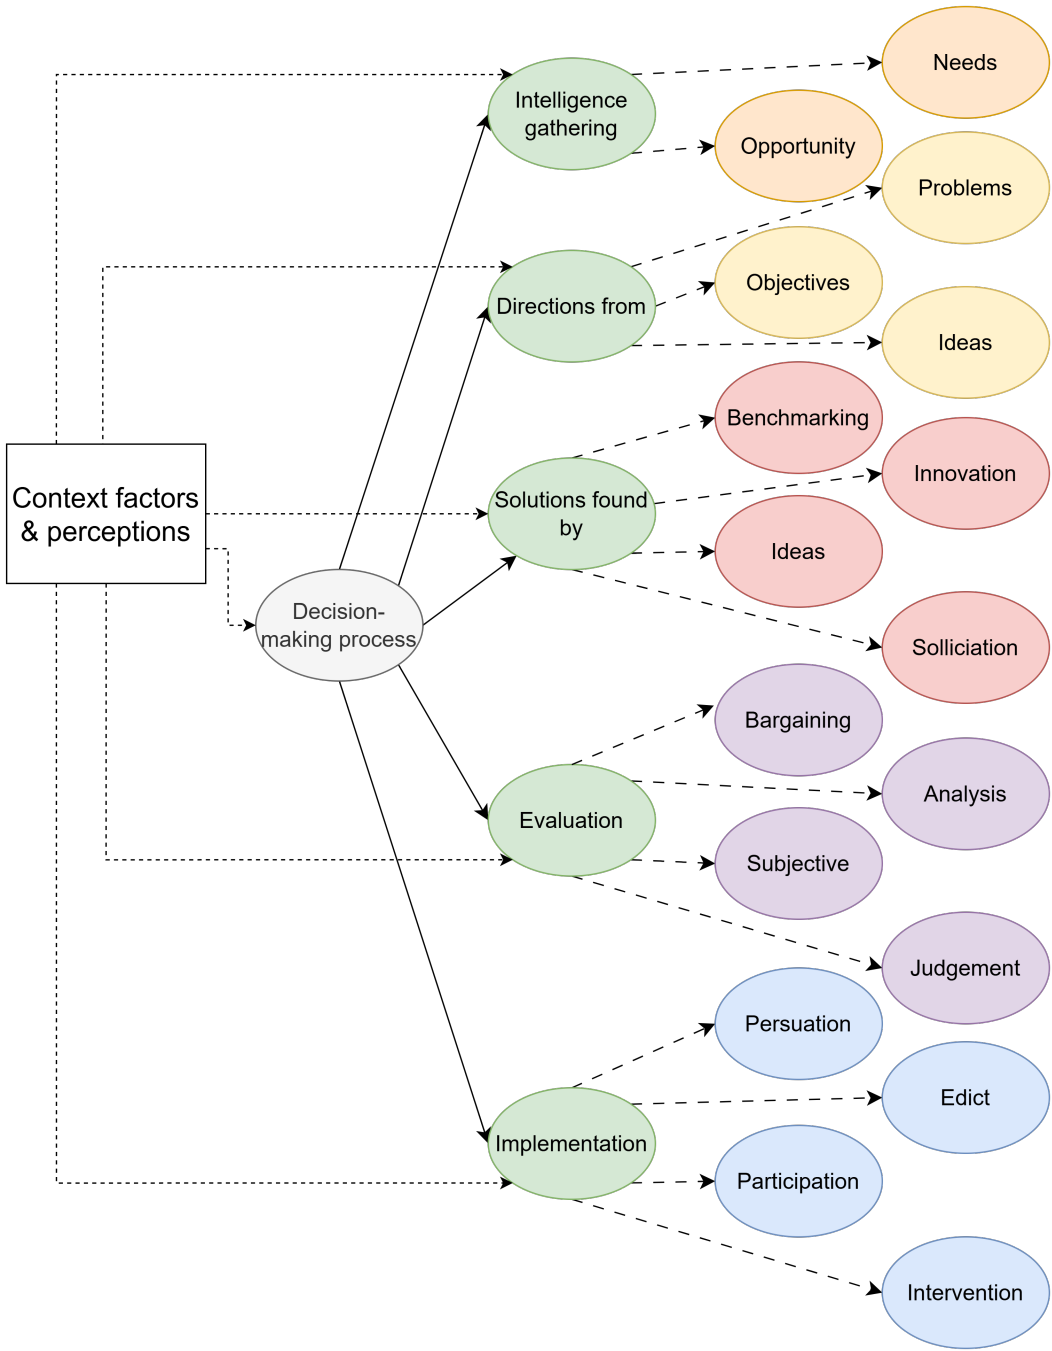 Needs
Intelligence
gathering
Opportunity
Problems
Objectives
Directions from
Ideas
Benchmarking
Innovation
Context factors
& perceptions
Solutions found
by
Ideas
Decision-
making process
Solliciation
Bargaining
Analysis
Evaluation
Subjective
Judgement
Persuation
Edict
Implementation
Participation
Intervention